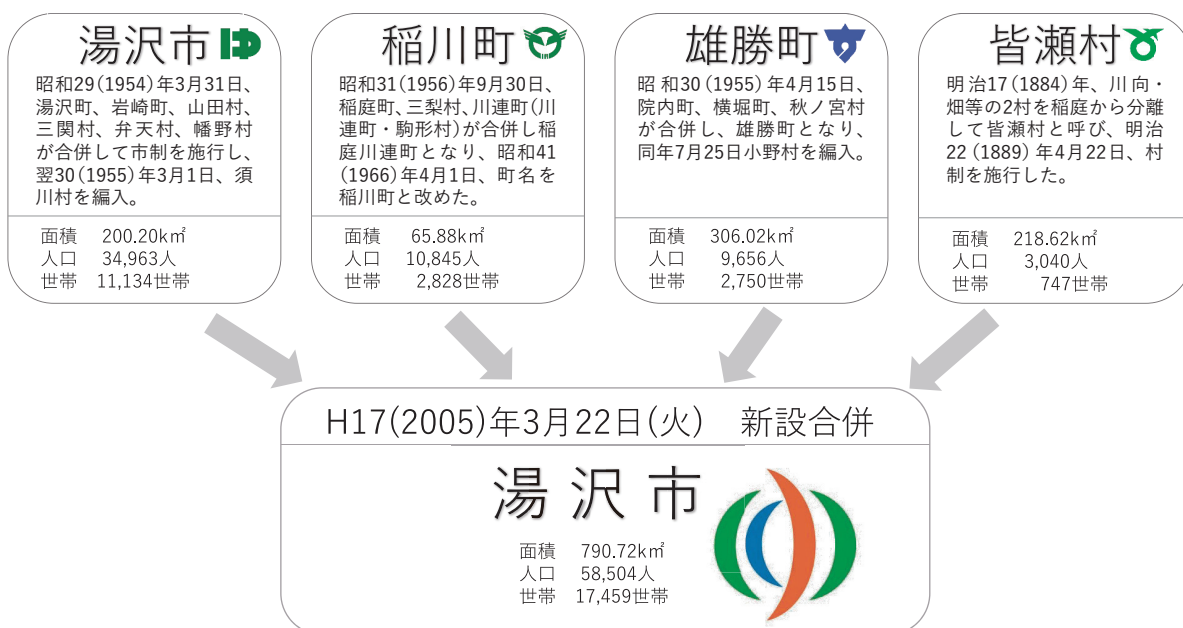 湯沢市
昭和29(1954)年3月31日、
湯沢町、岩崎町、山田村、
三関村、弁天村、幡野村
が合併して市制を施行し、
翌30(1955)年3月1日、須
川村を編入。
面積 200.20k㎡
人口 34,963人
世帯 11,134世帯
稲川町
昭和31(1956)年9月30日、
稲庭町、三梨村、川連町(川
連町・駒形村)が合併し稲
庭川連町となり、昭和41
(1966)年4月1日、町名を
稲川町と改めた。
面積 65.88k㎡
人口 10,845人
世帯 2,828世帯
雄勝町
昭和30(1955)年4月15日、
院内町、横堀町、秋ノ宮村
が合併し、雄勝町となり、
同年7月25日小野村を編入。
面積 306.02k㎡
人口 9,656人
世帯 2,750世帯
皆瀬村
明治17(1884)年、川向・
畑等の2村を稲庭から分離
して皆瀬村と呼び、明治
22(1889)年4月22日、村
制を施行した。
面積 218.62k㎡
人口 3,040人
世帯 747世帯
H17(2005)年3月22日(火) 新設合併
湯沢市
面積 790.72k㎡
人口 58,504人
世帯 17,459世帯